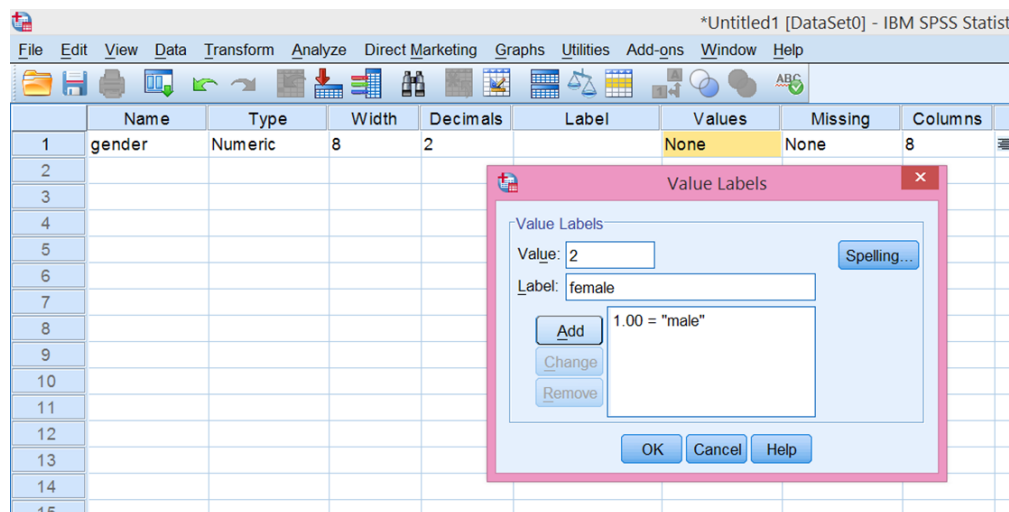 *Untitled1 [DataSet0] - IBM SPSS Statist
File Edit View Data Transform Analyze Direct Marketing Graphs Utilities Add-ons Window Help
A
1
ABC
Name Type Width Decimals Label Values Missing Columns
1 gender Numeric 8 2 None None 8
2
3
4
5
6
7
8
9
10
11
12
13
14
15
Value Labels
Value Labels
Value: 2
Spelling...
Label: female
Add
1.00 = "male"
Change
Remove
OK Cancel Help